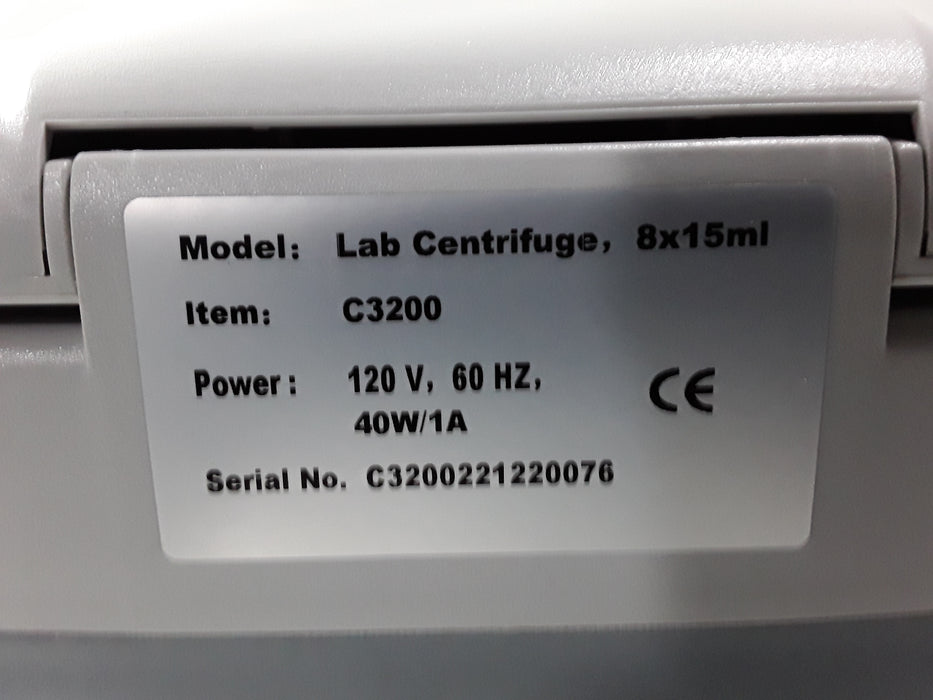 Model: Lab Centrifuge, 8x15ml
Item: C3200
Power: 120 V, 60 HZ,
40W/1A
CE
Serial No. C3200221220076